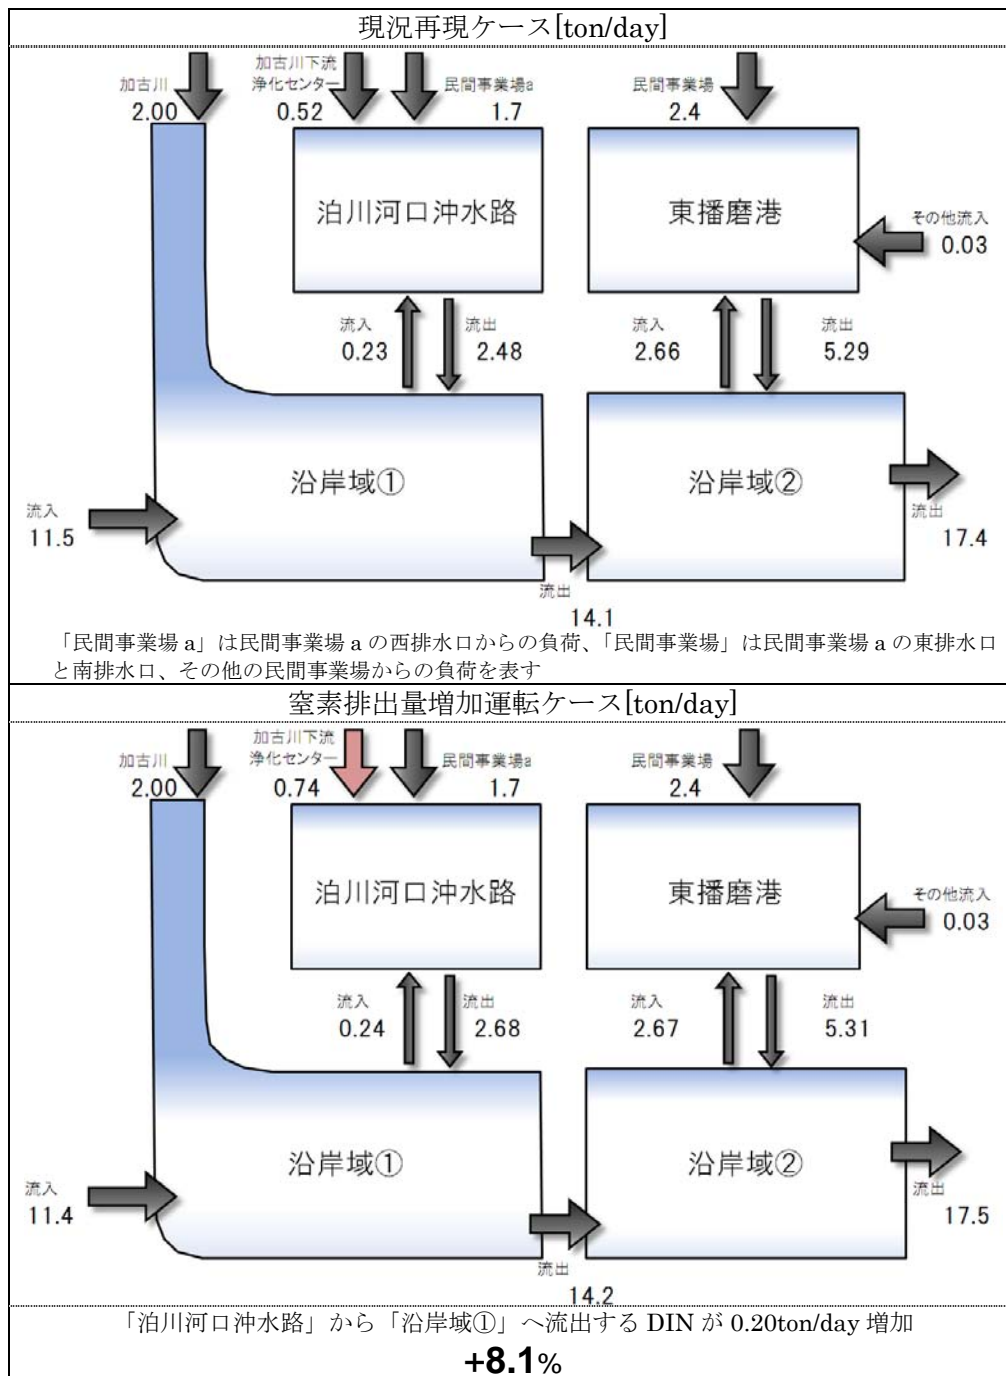 現況再現ケース[ton/day]
加古川
2.00
加古川下流
浄化センター
0.52
民間事業場a
1.7
民間事業場
2.4
泊川河口沖水路
東播磨港
その他流入
0.03
流入
0.23
流出
2.48
流入
2.66
流出
5.29
沿岸域①
沿岸域②
流入
11.5
流出
14.1
流出
17.4
「民間事業場 a」は民間事業場 a の西排水口からの負荷、「民間事業場」は民間事業場 a の東排水口
と南排水口、その他の民間事業場からの負荷を表す
窒素排出量増加運転ケース[ton/day]
加古川
2.00
加古川下流
浄化センター
0.74
民間事業場a
1.7
民間事業場
2.4
泊川河口沖水路
東播磨港
その他流入
0.03
流入
0.24
流出
2.68
流入
2.67
流出
5.31
沿岸域①
沿岸域②
流入
11.4
流出
14.2
流出
17.5
「泊川河口沖水路」から「沿岸域①」へ流出する DIN が 0.20ton/day 増加
+8.1%